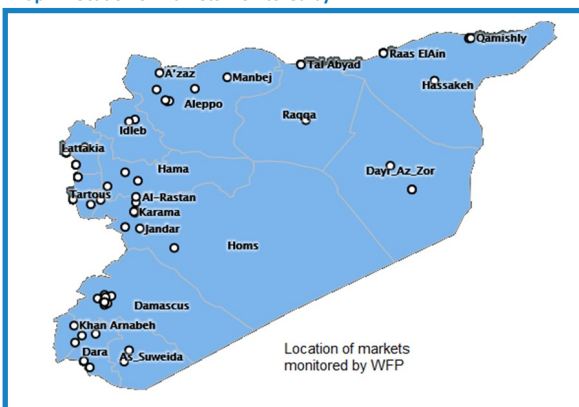 Qamishly
Raas ElAin
Tal Abyad
A'zaz
Manbej
Hassakeh
Aleppo
Raqqa
Idleb
Lattakia
Hama
Dayr_Az_Zor
Tartous
Al-Rastan
Karama
Jandar
Homs
Damascus
Khan Arnabeh
Dara
As_Suweida
Location of markets
monitored by WFP